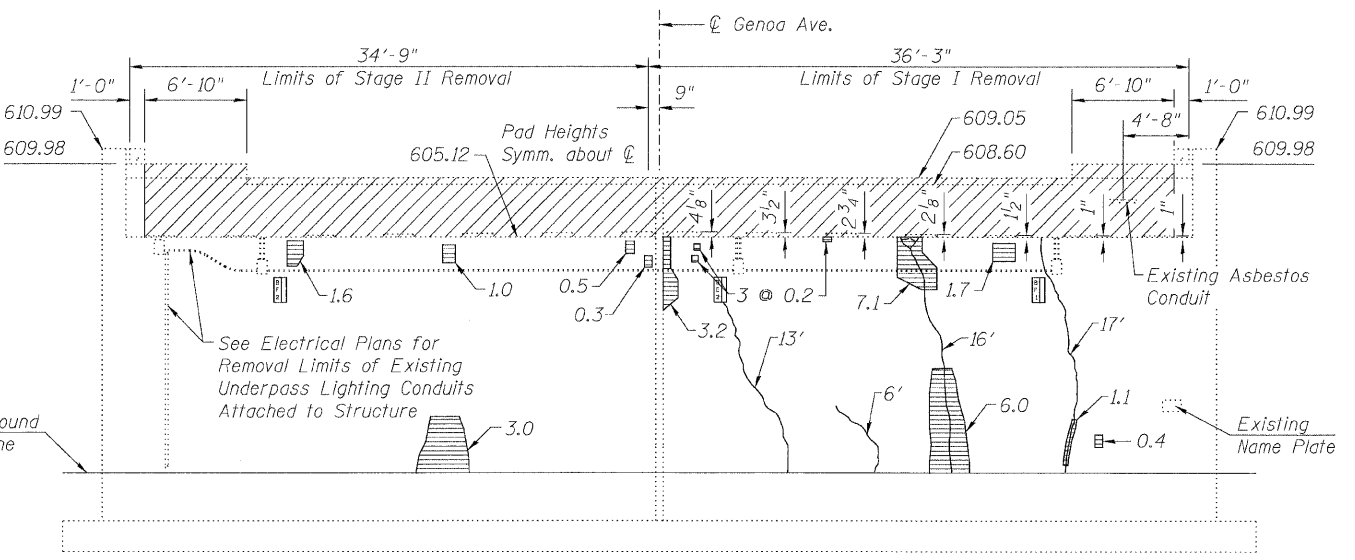 ℄ Genoa Ave.
34'-9"
Limits of Stage II Removal
36'-3"
Limits of Stage I Removal
1'-0"
6'-10"
9"
6'-10"
1'-0"
4'-8"
610.99
609.98
610.99
609.98
Pad Heights
Symm. about ℄
605.12
609.05
608.60
4⅛"
3½"
2¾"
2⅛"
1½"
1"
1"
Existing Asbestos
Conduit
1.6
1.0
0.5
0.3
3.2
3 @ 0.2
7.1
1.7
See Electrical Plans for
Removal Limits of Existing
Underpass Lighting Conduits
Attached to Structure
13'
16'
17'
6'
6.0
1.1
0.4
3.0
Existing
Name Plate